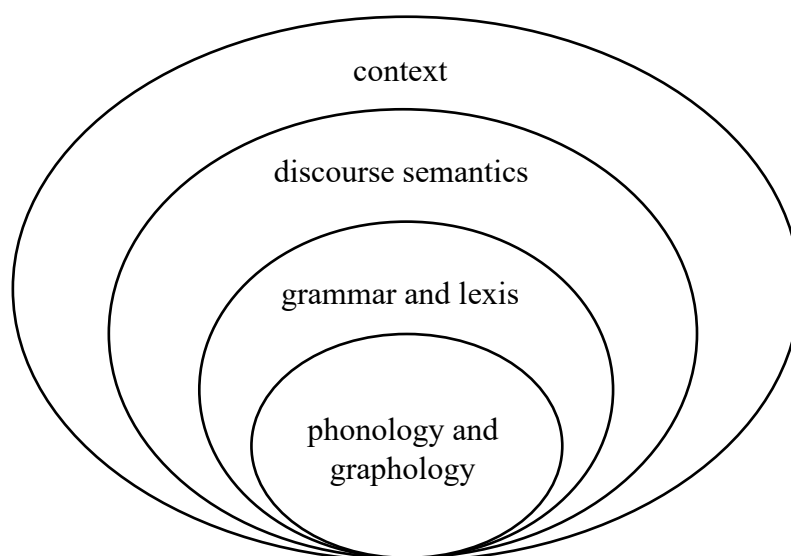 context
discourse semantics
grammar and lexis
phonology and
graphology